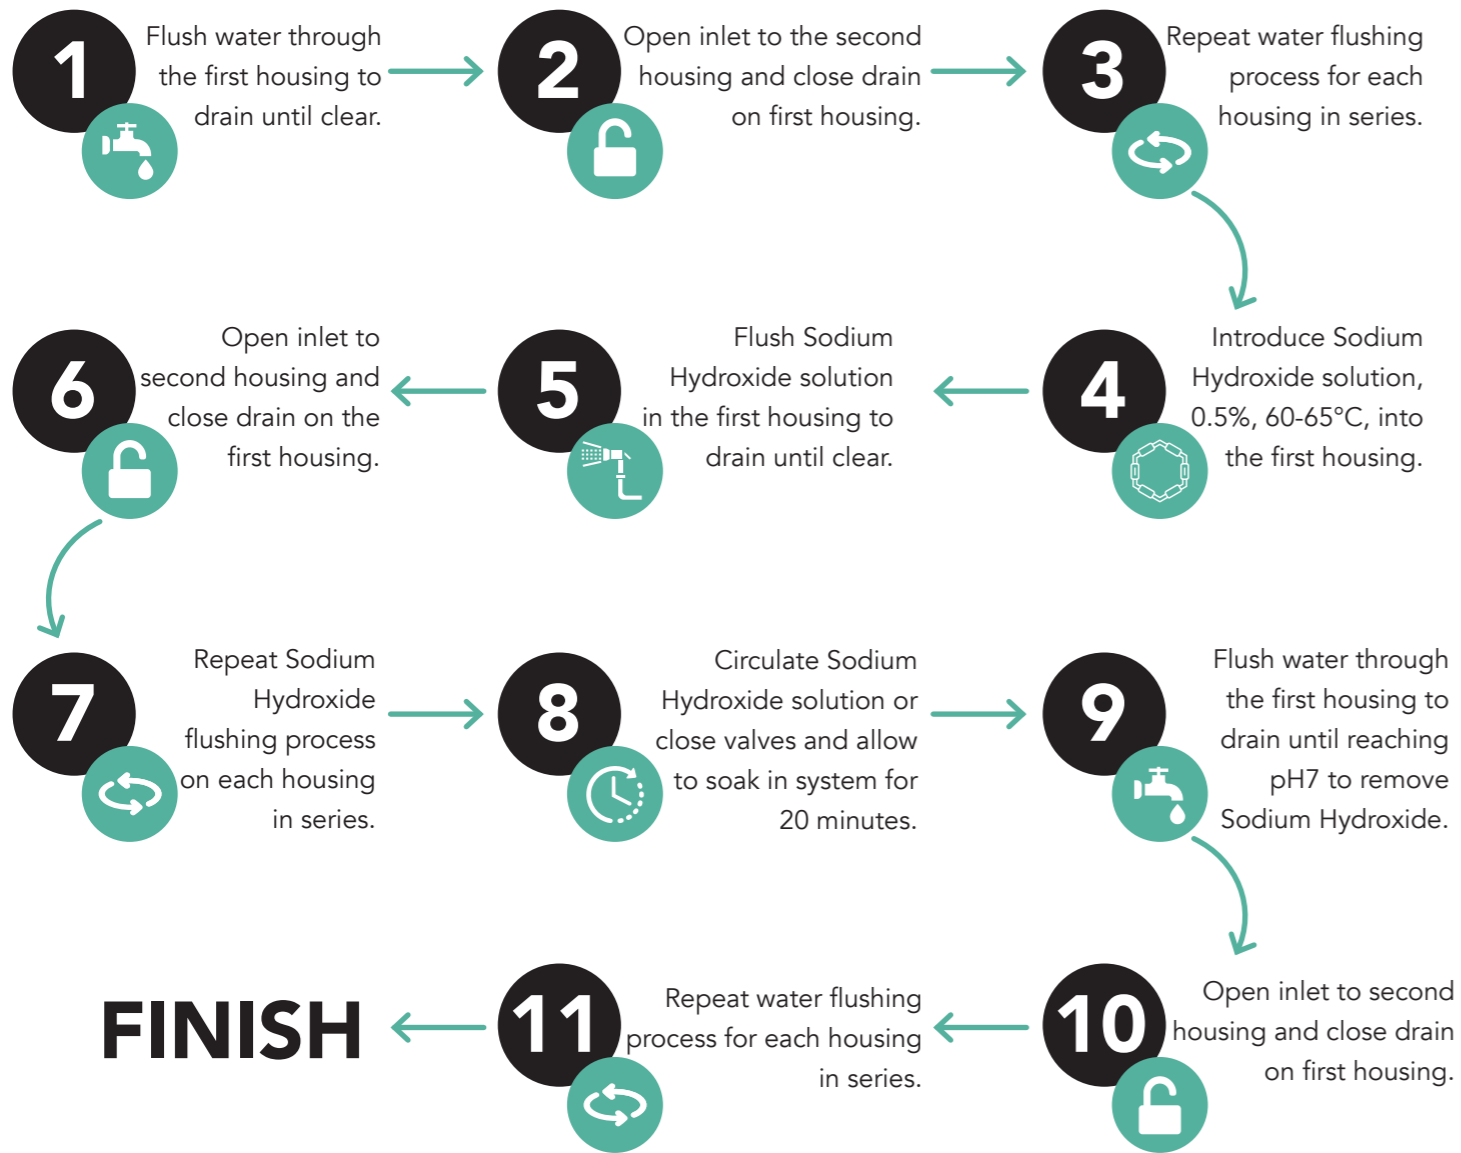 1
Flush water through
the first housing to
drain until clear.
2
Open inlet to the second
housing and close drain
on first housing.
3
Repeat water flushing
process for each
housing in series.
4
Introduce Sodium
Hydroxide solution,
0.5%, 60-65°C, into
the first housing.
5
Flush Sodium
Hydroxide solution
in the first housing to
drain until clear.
6
Open inlet to
second housing and
close drain on the
first housing.
7
Repeat Sodium
Hydroxide
flushing process
on each housing
in series.
8
Circulate Sodium
Hydroxide solution or
close valves and allow
to soak in system for
20 minutes.
9
Flush water through
the first housing to
drain until reaching
pH7 to remove
Sodium Hydroxide.
10
Open inlet to second
housing and close drain
on first housing.
11
Repeat water flushing
process for each housing
in series.
FINISH